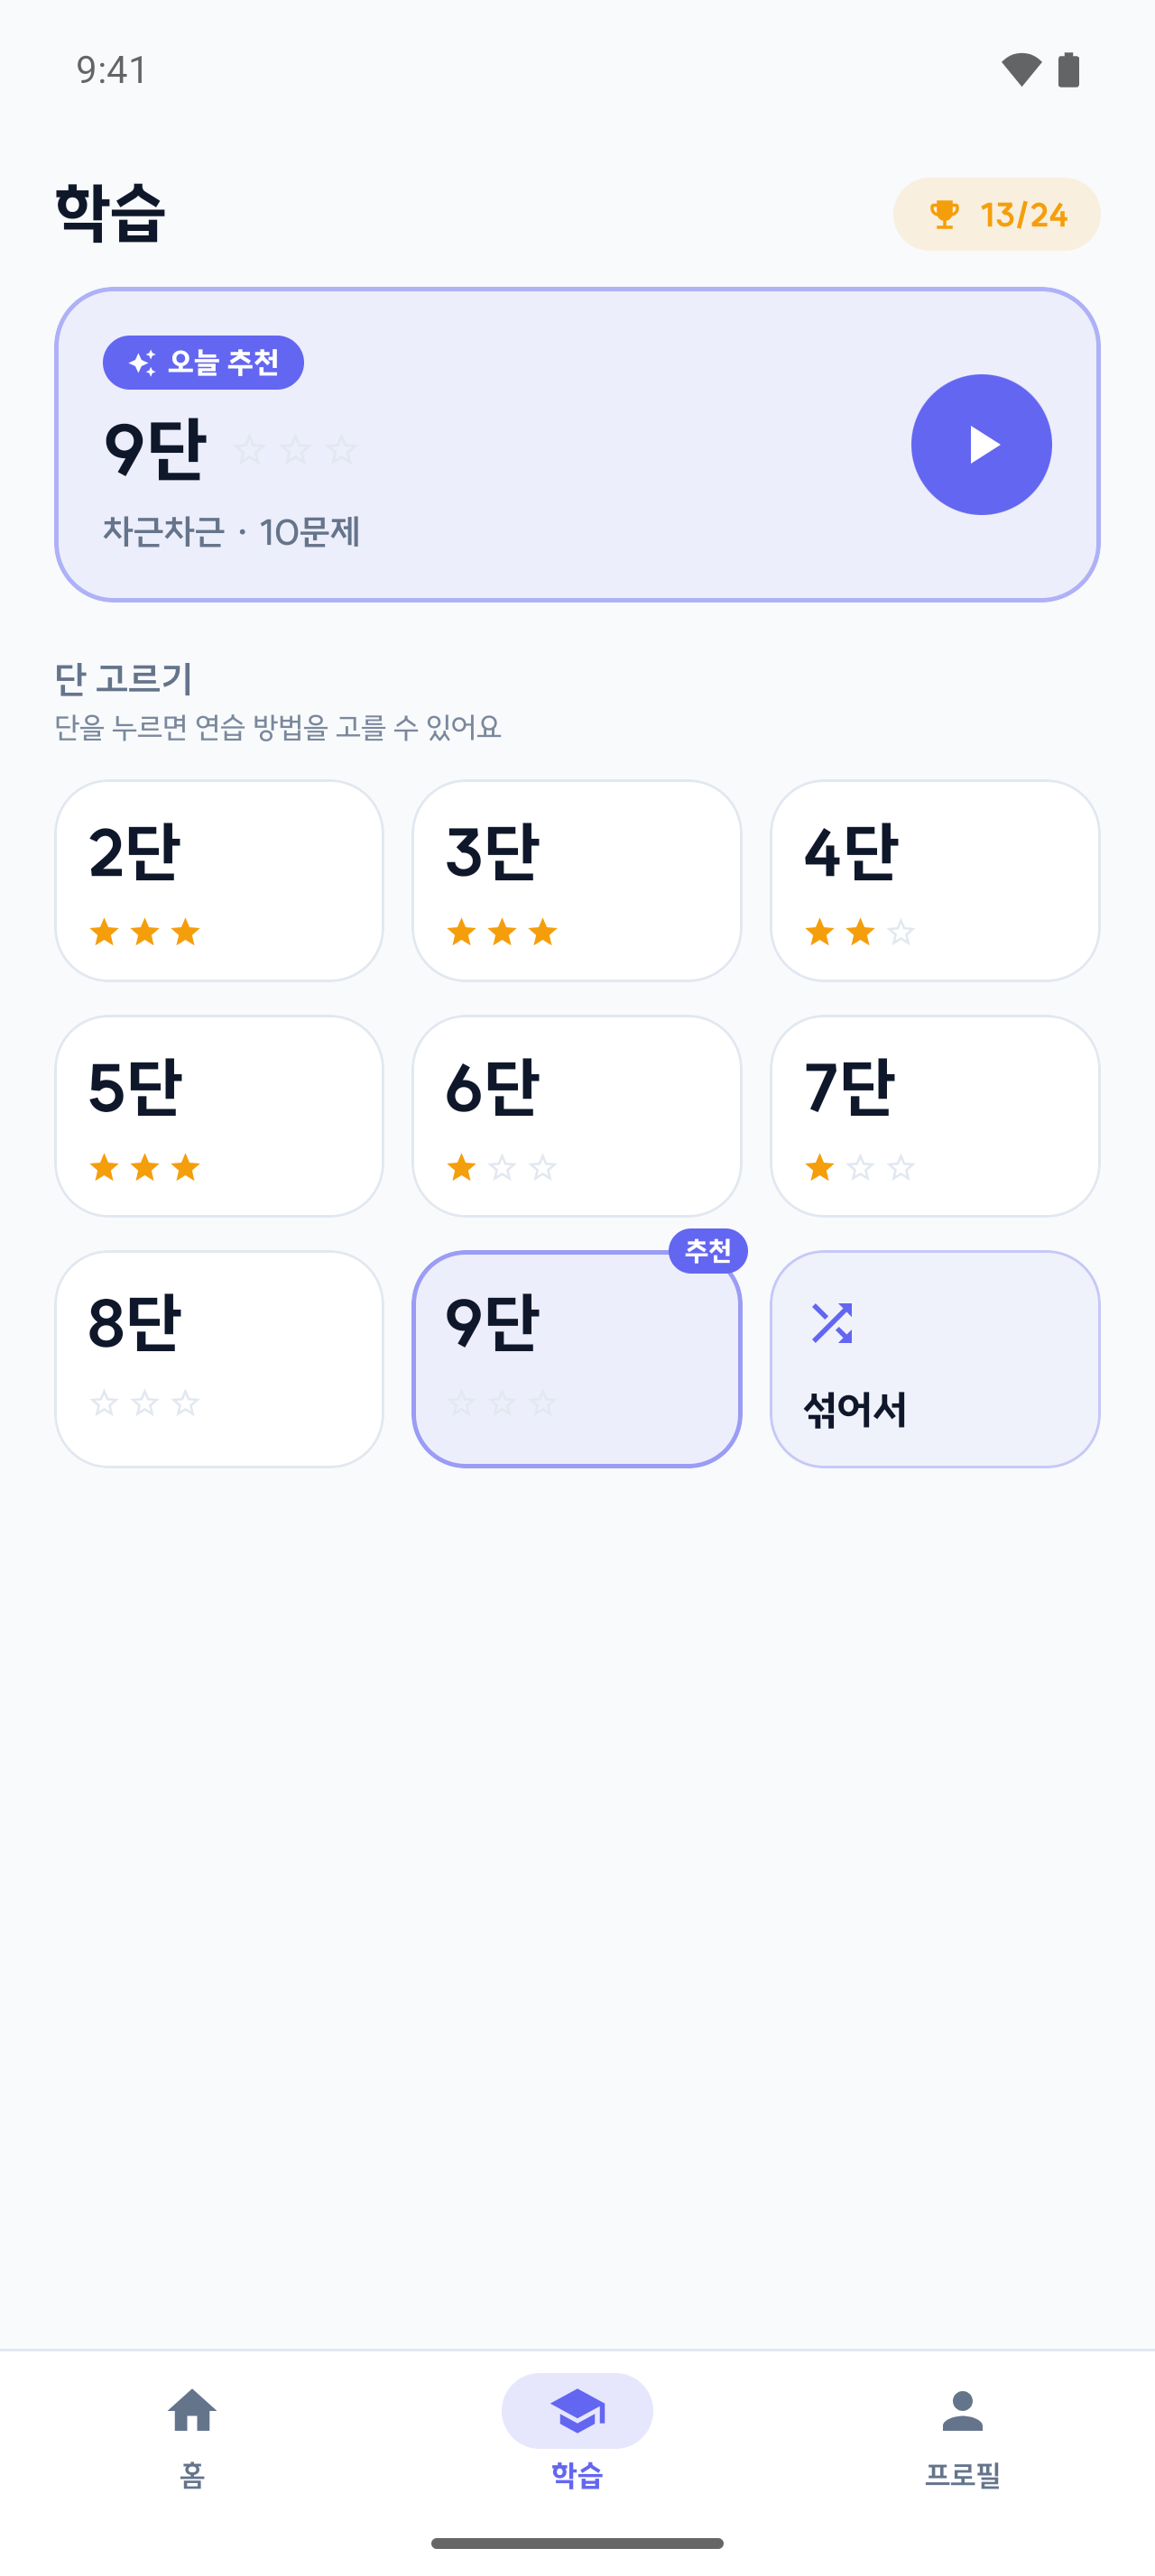 9:41
학습
13/24
오늘 추천
9단
차근차근 · 10문제
단 고르기
단을 누르면 연습 방법을 고를 수 있어요
2단
3단
4단
5단
6단
7단
8단
추천
9단
섞어서
홈
학습
프로필